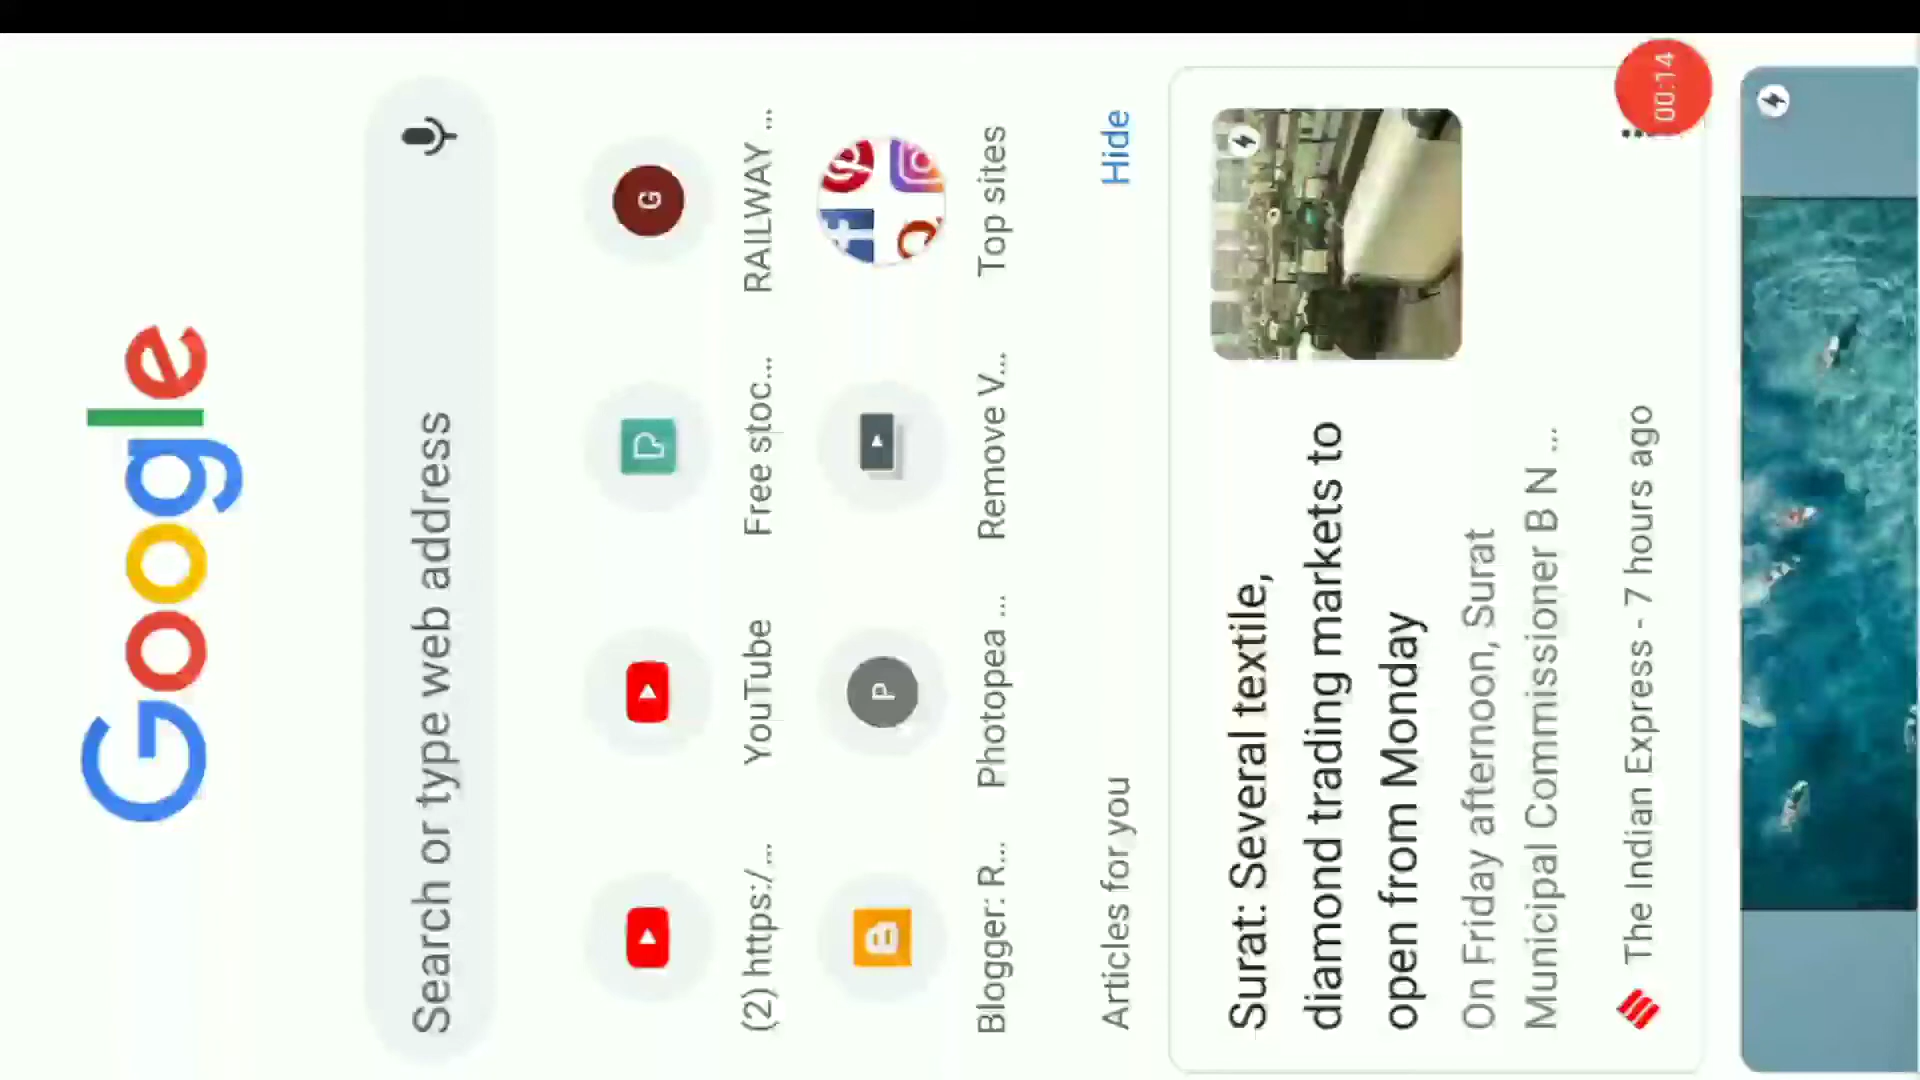 Google
Search or type web address
(2) https:/ ...
YouTube
Free stoc...
G
RAILWAY ...
Blogger: R...
P
Photopea ...
Remove V...
Top sites
Articles for you
Hide
Surat: Several textile,
diamond trading markets to
open from Monday
On Friday afternoon, Surat
Municipal Commissioner B N ...
The Indian Express - 7 hours ago
00:14